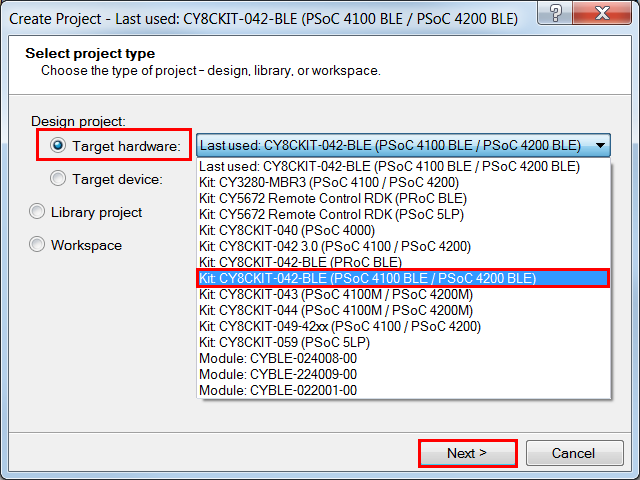 Create Project - Last used: CY8CKIT-042-BLE (PSoC 4100 BLE / PSoC 4200 BLE)
Select project type
Choose the type of project - design, library, or workspace.
Design project:
Target hardware:
Last used: CY8CKIT-042-BLE (PSoC 4100 BLE / PSoC 4200 BLE)
Last used: CY8CKIT-042-BLE (PSoC 4100 BLE / PSoC 4200 BLE)
Target device:
Kit: CY3280-MBR3 (PSoC 4100 / PSoC 4200)
Kit: CY5672 Remote Control RDK (PRoC BLE)
Library project
Kit: CY5672 Remote Control RDK (PSoC 5LP)
Kit: CY8CKIT-040 (PSoC 4000)
Workspace
Kit: CY8CKIT-042 3.0 (PSoC 4100 / PSoC 4200)
Kit: CY8CKIT-042-BLE (PRoC BLE)
Kit: CY8CKIT-042-BLE (PSoC 4100 BLE / PSoC 4200 BLE)
Kit: CY8CKIT-043 (PSoC 4100M / PSoC 4200M)
Kit: CY8CKIT-044 (PSoC 4100M / PSoC 4200M)
Kit: CY8CKIT-049-42xx (PSoC 4100 / PSoC 4200)
Kit: CY8CKIT-059 (PSoC 5LP)
Module: CYBLE-024008-00
Module: CYBLE-224009-00
Module: CYBLE-022001-00
Next >
Cancel